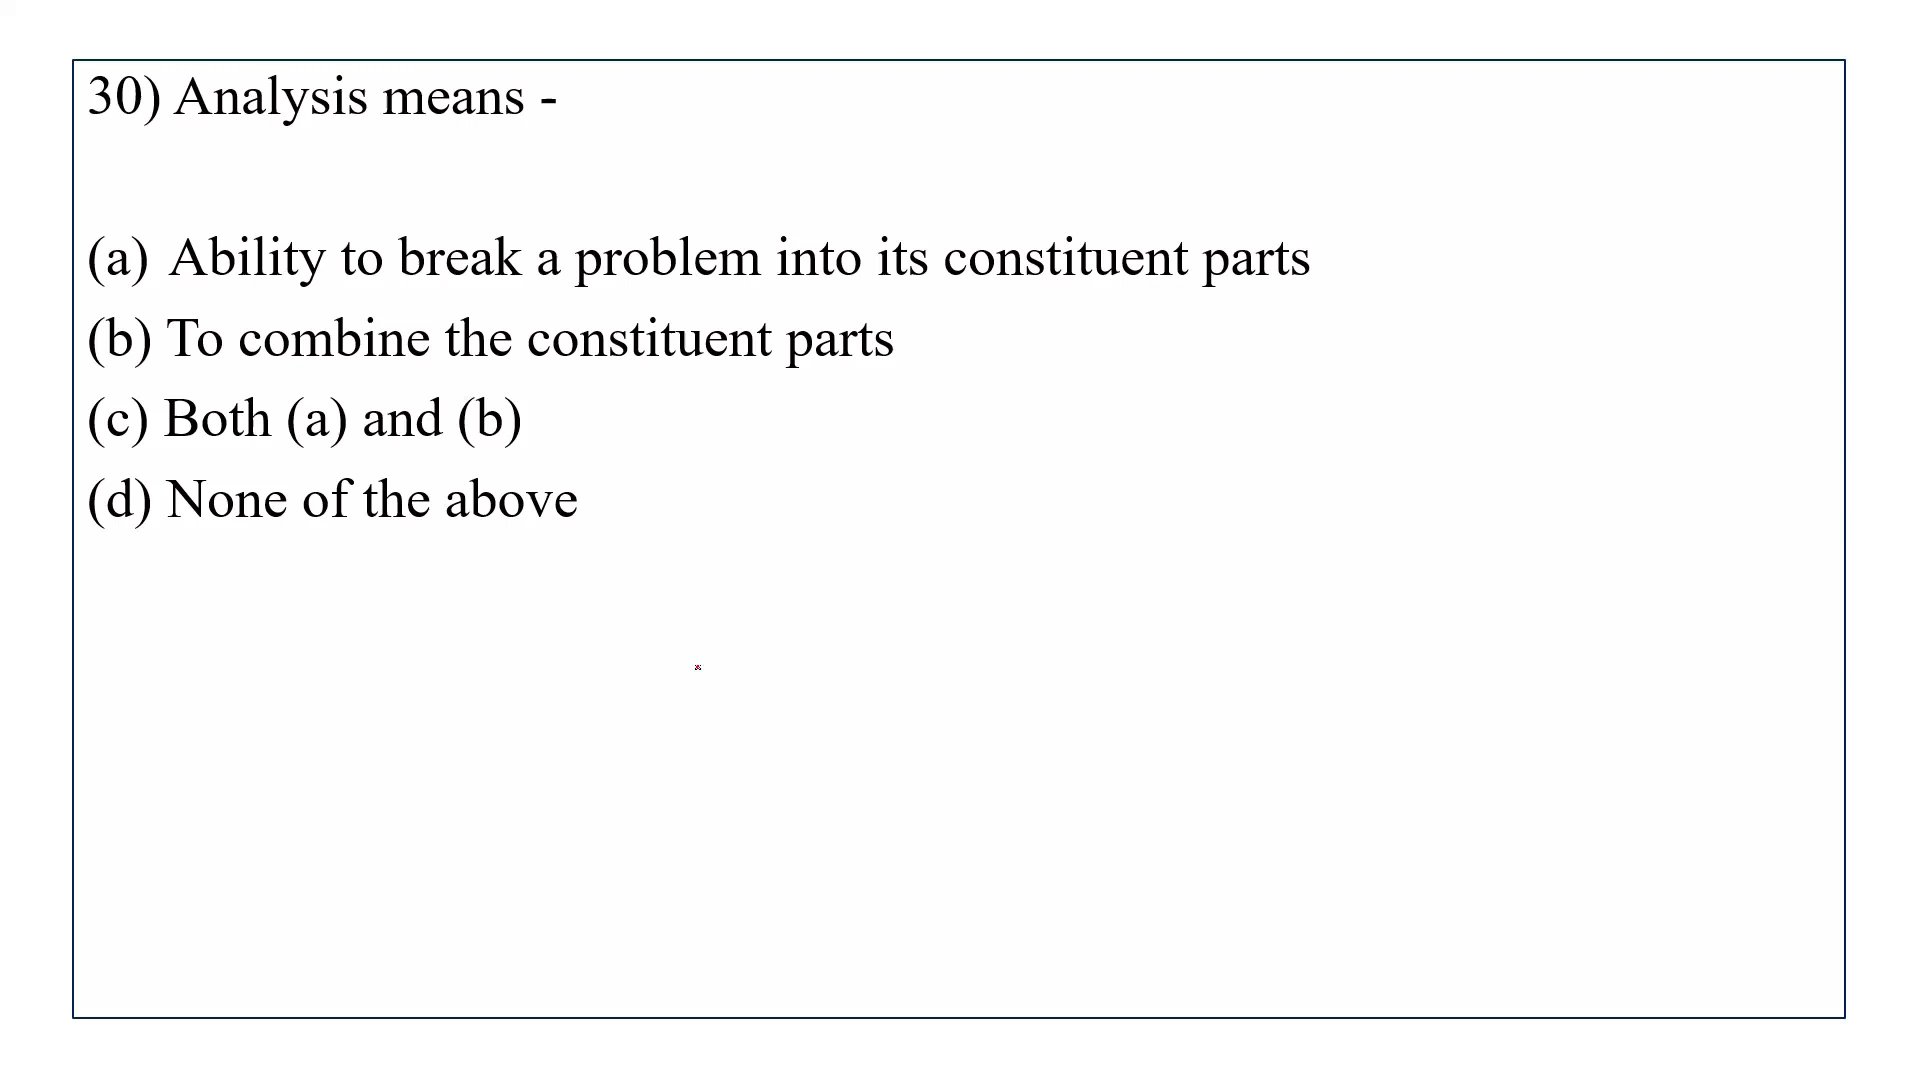 30) Analysis means -
(a) Ability to break a problem into its constituent parts
(b) To combine the constituent parts
(c) Both (a) and (b)
(d) None of the above